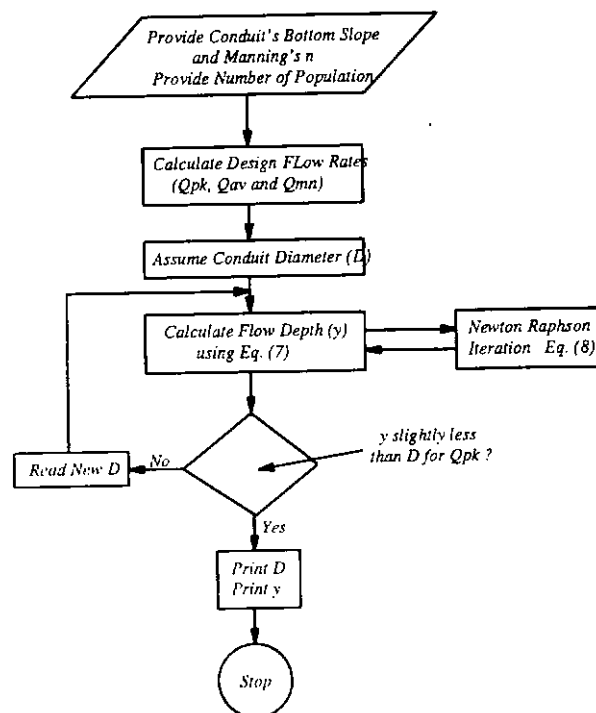 Provide Conduit's Bottom Slope
and Manning's n
Provide Number of Population
Calculate Design FLow Rates
(Qpk, Qav and Qmn)
Assume Conduit Diameter (D)
Calculate Flow Depth (y)
using Eq. (7)
Newton Raphson
Iteration Eq. (8)
y slightly less
than D for Qpk ?
No
Read New D
Yes
Print D
Print y
Stop